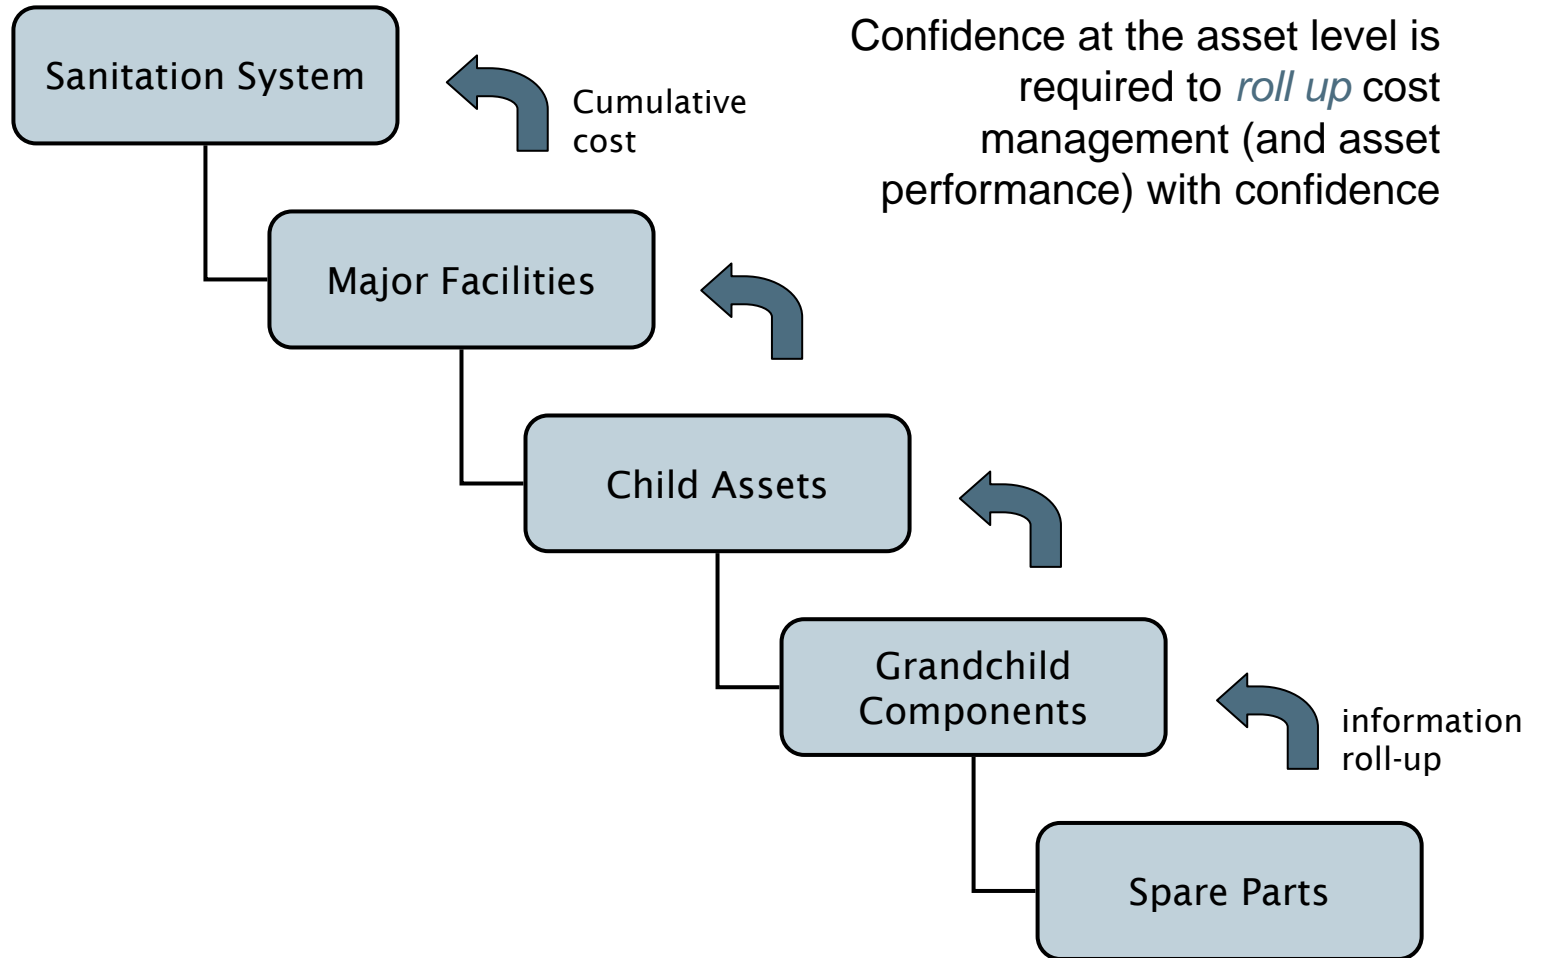 Confidence at the asset level is
required to roll up cost
management (and asset
performance) with confidence
Sanitation System
Cumulative
cost
Major Facilities
Child Assets
Grandchild
Components
information
roll-up
Spare Parts